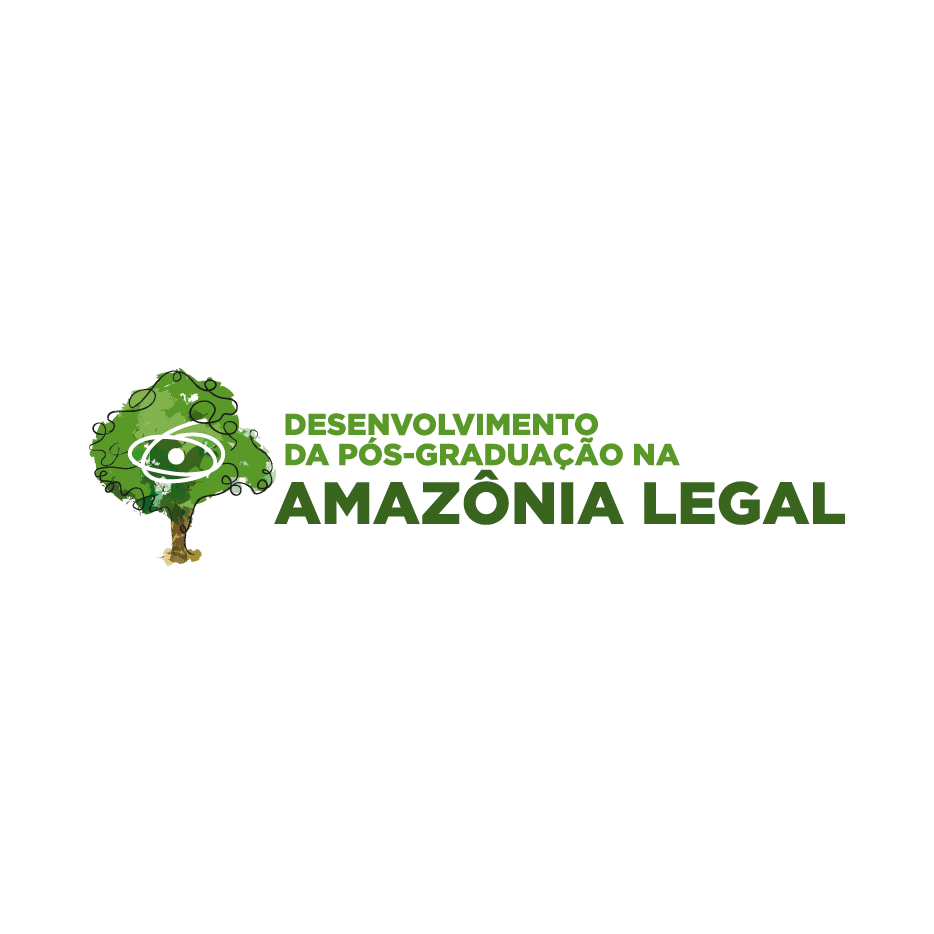 DESENVOLVIMENTO
DA PÓS-GRADUAÇÃO NA
AMAZÔNIA LEGAL